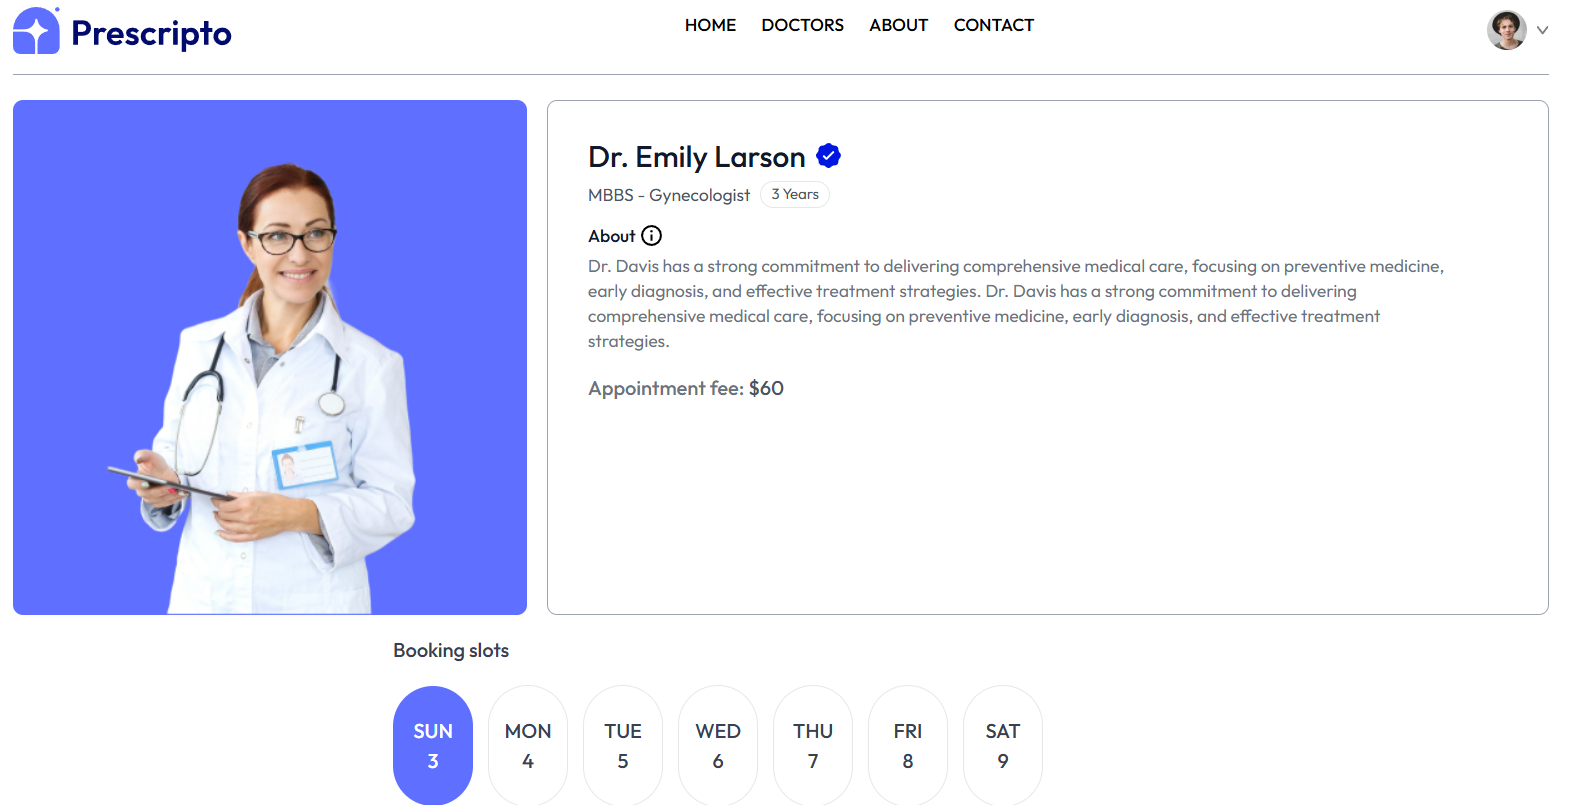 Prescripto
HOME DOCTORS ABOUT CONTACT
Dr. Emily Larson
MBBS - Gynecologist 3 Years
About
Dr. Davis has a strong commitment to delivering comprehensive medical care, focusing on preventive medicine,
early diagnosis, and effective treatment strategies. Dr. Davis has a strong commitment to delivering
comprehensive medical care, focusing on preventive medicine, early diagnosis, and effective treatment
strategies.
Appointment fee: $60
Booking slots
SUN MON TUE WED THU FRI SAT
3 4 5 6 7 8 9